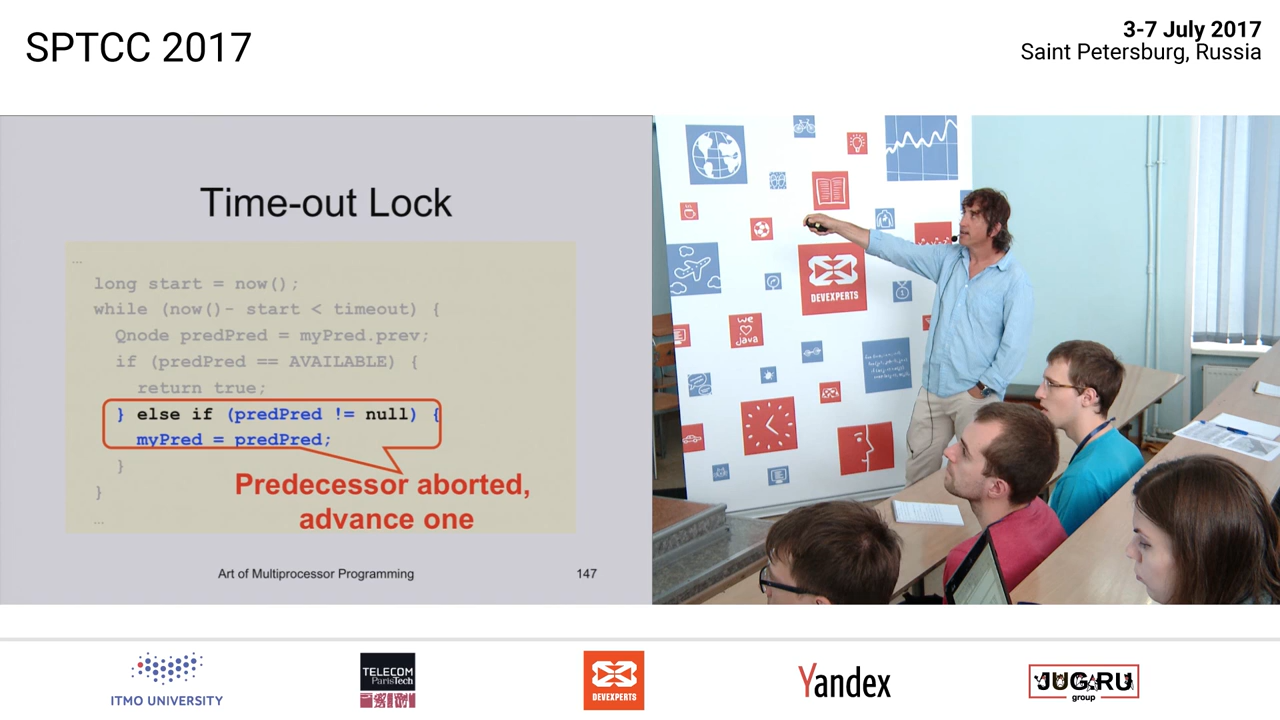 SPTCC 2017
3-7 July 2017
Saint Petersburg, Russia
Time-out Lock
...
long start = now();
while (now()- start < timeout) {
Qnode predPred = myPred.prev;
if (predPred == AVAILABLE) {
return true;
} else if (predPred != null) {
myPred = predPred;
}
}
...
Predecessor aborted,
advance one
Art of Multiprocessor Programming
147
DEVEXPERTS
we
java
ITMO UNIVERSITY
TELECOM
ParisTech
DEVEXPERTS
Yandex
JUG.RU
group